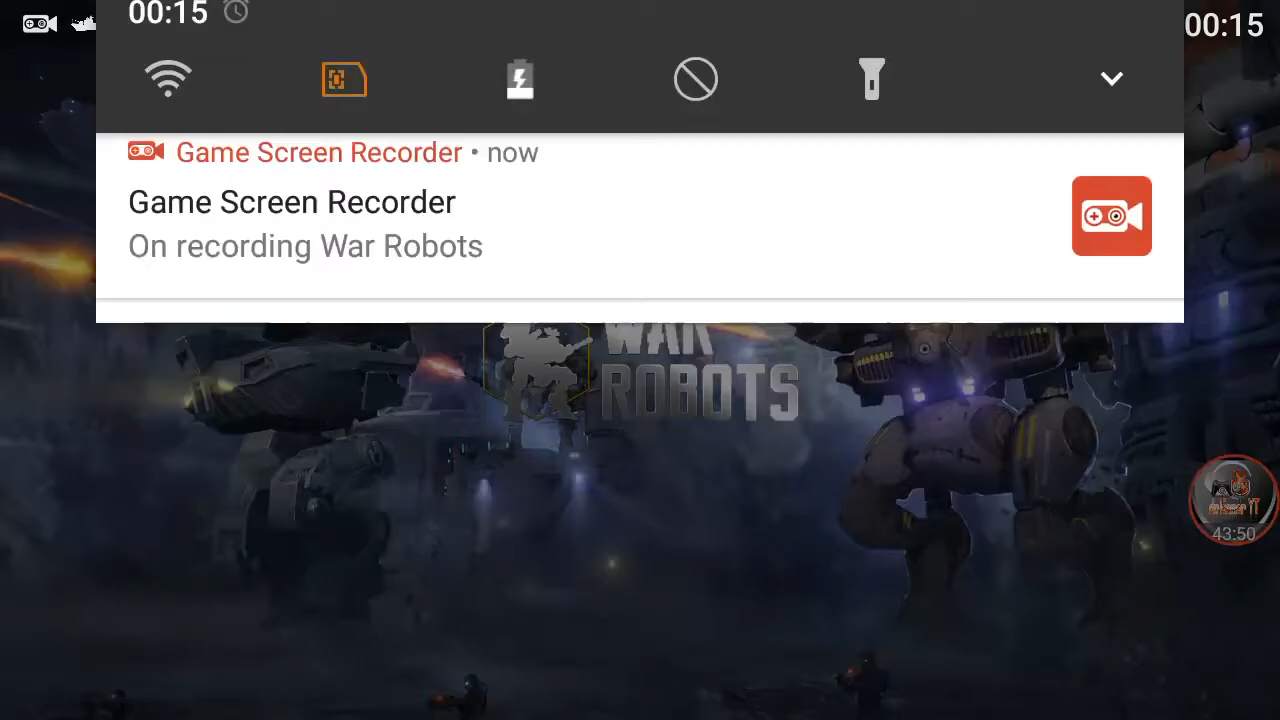 00:15
00:15
Game Screen Recorder • now
Game Screen Recorder
On recording War Robots
WAR
ROBOTS
43:50